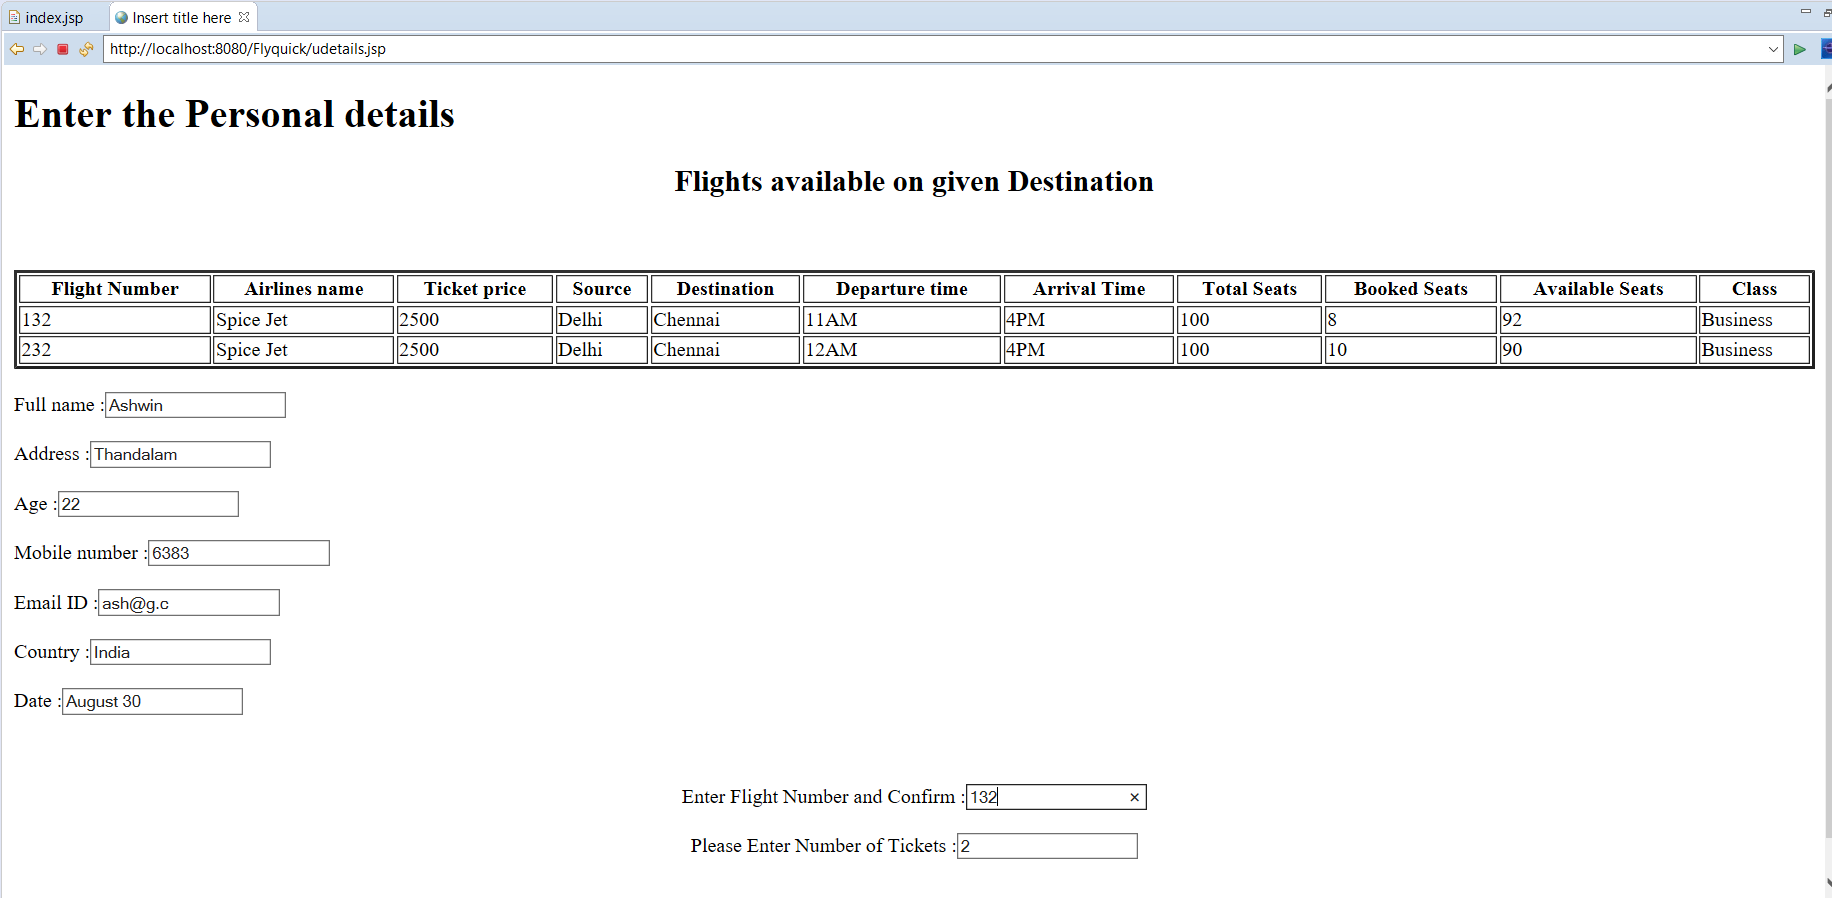 index.jsp Insert title here
http://localhost:8080/Flyquick/udetails.jsp
Enter the Personal details
Flights available on given Destination
Flight Number Airlines name Ticket price Source Destination Departure time Arrival Time Total Seats Booked Seats Available Seats Class
132 Spice Jet 2500 Delhi Chennai 11AM 4PM 100 8 92 Business
232 Spice Jet 2500 Delhi Chennai 12AM 4PM 100 10 90 Business
Full name :Ashwin
Address :Thandalam
Age :22
Mobile number :6383
Email ID :ash@g.c
Country :India
Date :August 30
Enter Flight Number and Confirm :132
Please Enter Number of Tickets :2